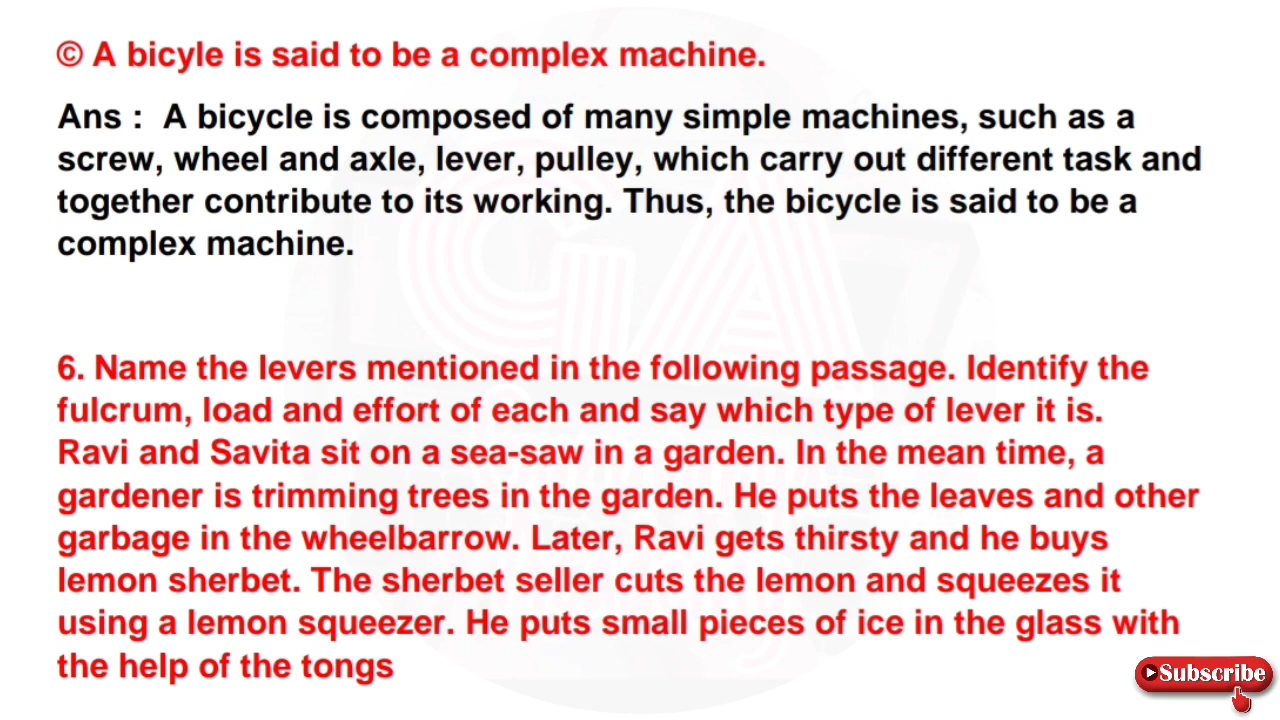 © A bicyle is said to be a complex machine.
Ans :  A bicycle is composed of many simple machines, such as a
screw, wheel and axle, lever, pulley, which carry out different task and
together contribute to its working. Thus, the bicycle is said to be a
complex machine.
6. Name the levers mentioned in the following passage. Identify the
fulcrum, load and effort of each and say which type of lever it is.
Ravi and Savita sit on a sea-saw in a garden. In the mean time, a
gardener is trimming trees in the garden. He puts the leaves and other
garbage in the wheelbarrow. Later, Ravi gets thirsty and he buys
lemon sherbet. The sherbet seller cuts the lemon and squeezes it
using a lemon squeezer. He puts small pieces of ice in the glass with
the help of the tongs
Subscribe